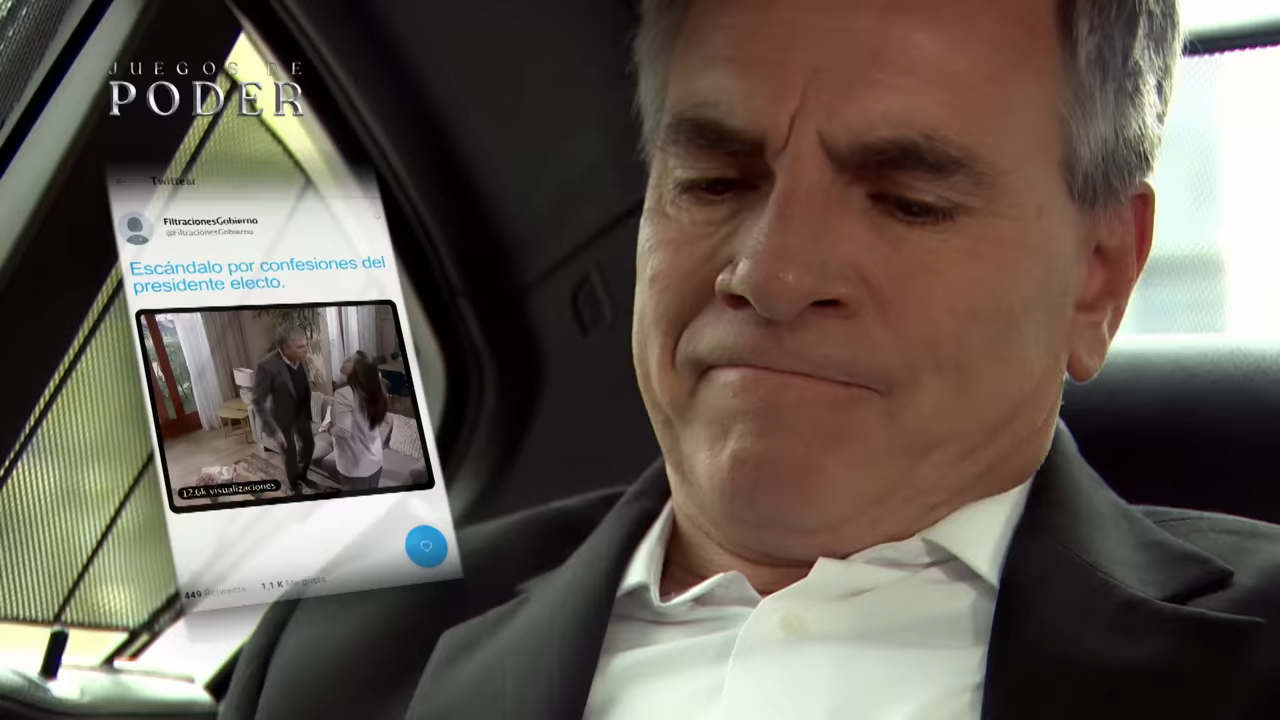 JUEGOS DE
PODER
Twittear
FiltracionesGobierno
@FiltracionesGobierno
Escándalo por confesiones del
presidente electo.
12.6k visualizaciones
449 Retweets 1,1 K Me gusta